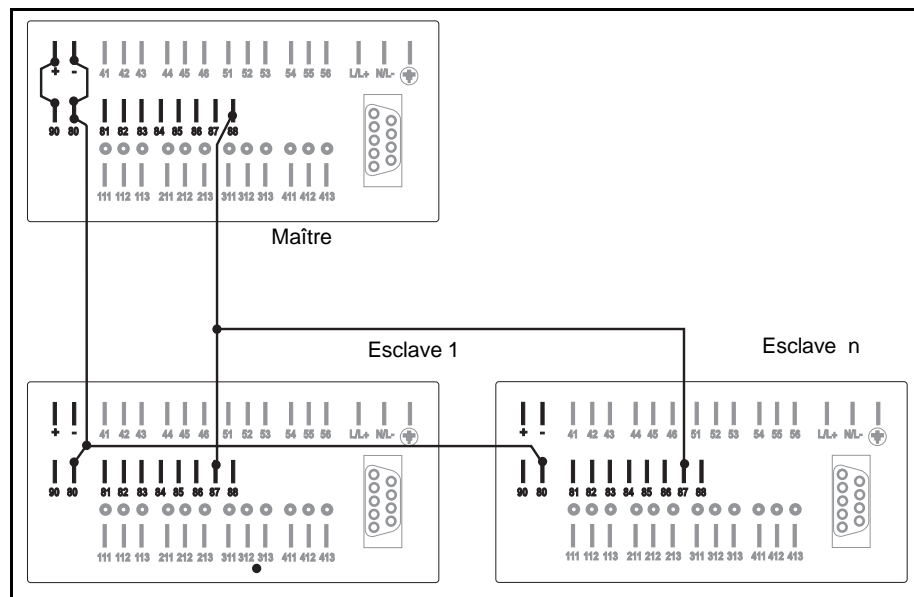 + - 41 42 43 44 45 46 51 52 53 54 55 56 L/L+ N/L-
90 80 81 82 83 84 85 86 87 88
111 112 113 211 212 213 311 312 313 411 412 413
Maître
Esclave 1
Esclave n
+ - 41 42 43 44 45 46 51 52 53 54 55 56 L/L+ N/L-
90 80 81 82 83 84 85 86 87 88
111 112 113 211 212 213 311 312 313 411 412 413
+ - 41 42 43 44 45 46 51 52 53 54 55 56 L/L+ N/L-
90 80 81 82 83 84 85 86 87 88
111 112 113 211 212 213 311 312 313 411 412 413